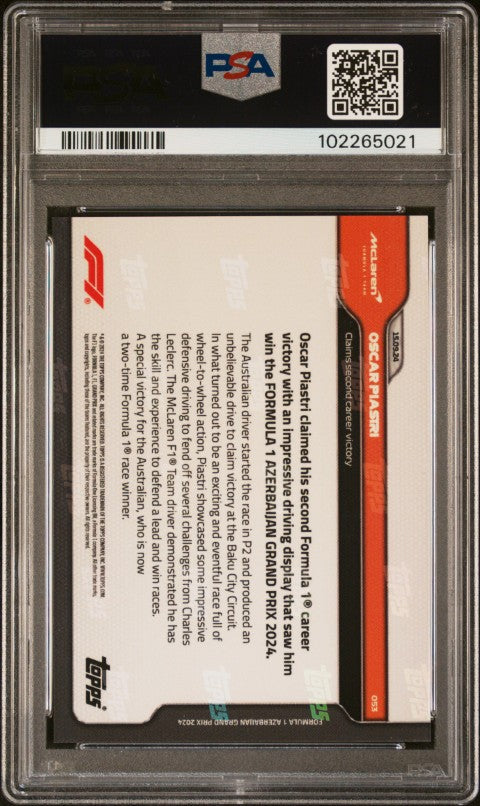 PSA
102265021
McLaren
FORMULA 1 TEAM
15.09.24
OSCAR PIASTRI
Claims second career victory
053
Oscar Piastri claimed his second Formula 1® career
victory with an impressive driving display that saw him
win the FORMULA 1 AZERBAIJAN GRAND PRIX 2024.
The Australian driver started the race in P2 and produced an
unbelievable drive to claim victory at the Baku City Circuit.
In what turned out to be an exciting and eventful race full of
wheel-to-wheel action, Piastri showcased some impressive
defensive driving to fend off several challenges from Charles
Leclerc. The McLaren F1® Team driver demonstrated he has
the skill and experience to defend a lead and win races.
A special victory for the Australian, who is now
a two-time Formula 1® race winner.
F1®
topps®
FORMULA 1 AZERBAIJAN GRAND PRIX 2024
PSA